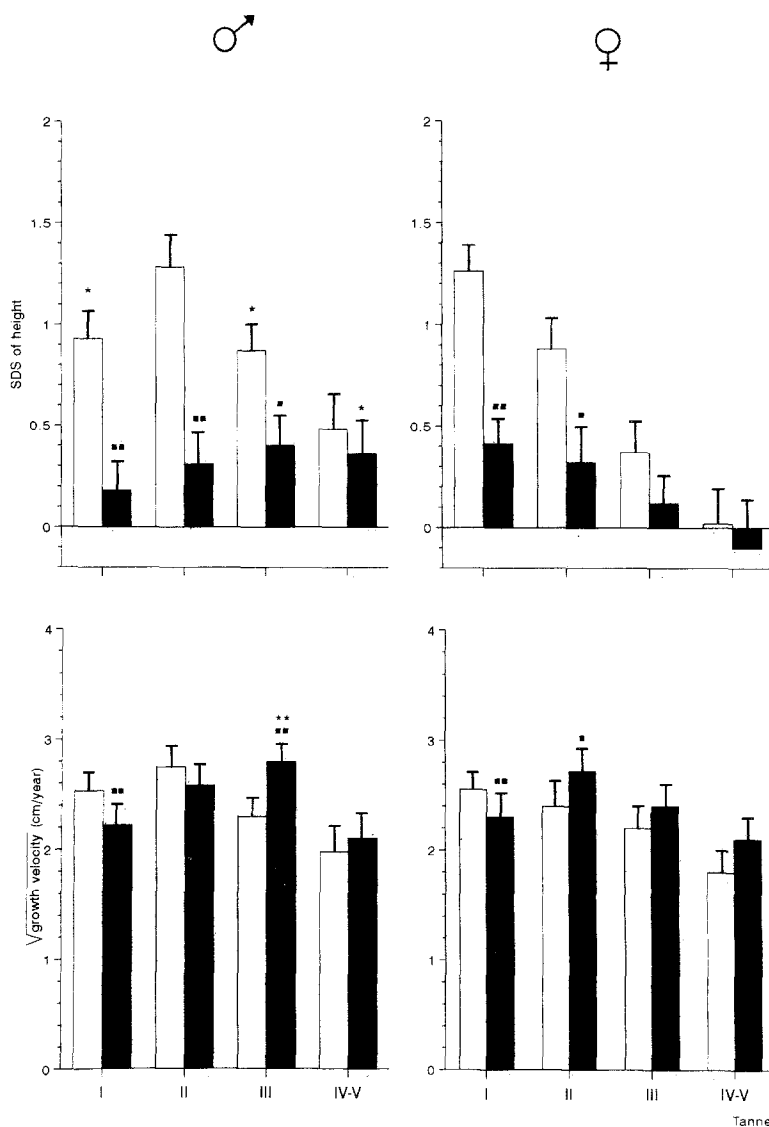 ♂ ♀
2 2
1.5 1.5
* *
1 1
SDS of height
0.5 0.5
## ## # * ## #
0 0
4 4
3 3
** ## ## ## #
2 2
√growth velocity (cm/year)
1 1
0 0
I II III IV-V I II III IV-V
Tanne